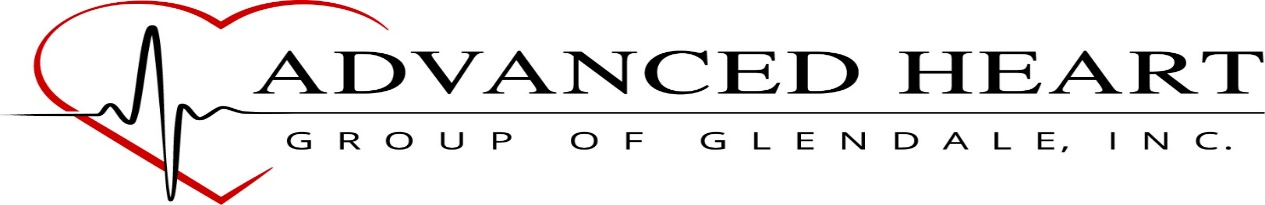 ADVANCED HEART
GROUP OF GLENDALE, INC.